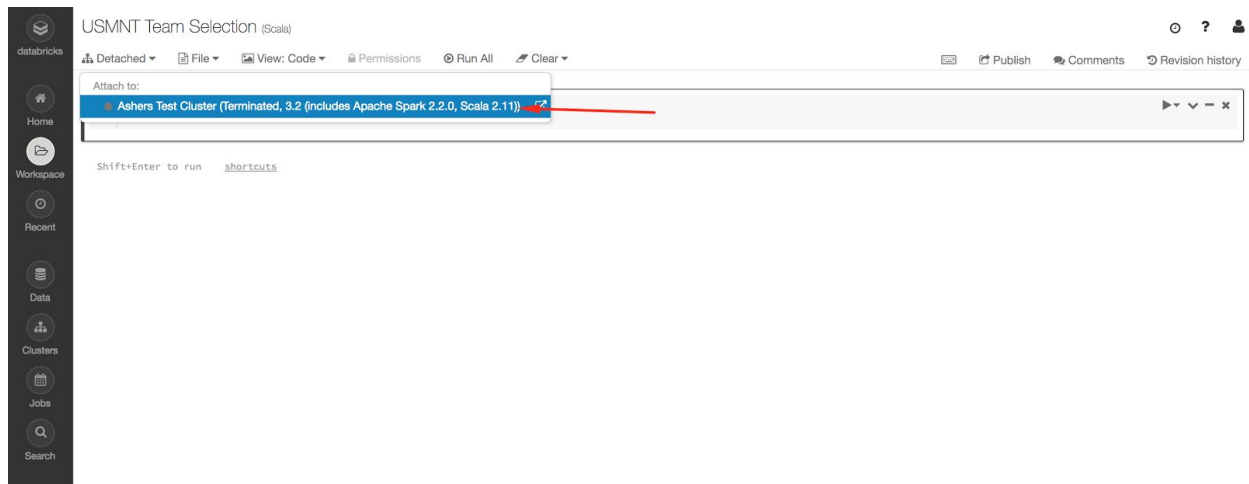 USMNT Team Selection (Scala)
?
databricks
Detached File View: Code Permissions Run All Clear Publish Comments Revision history
Attach to:
Ashers Test Cluster (Terminated, 3.2 (includes Apache Spark 2.2.0, Scala 2.11))
Shift+Enter to run shortcuts
Home
Workspace
Recent
Data
Clusters
Jobs
Search